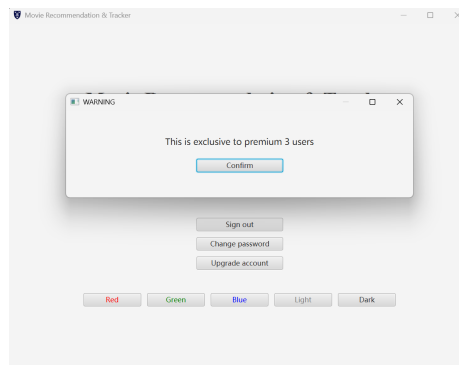 Movie Recommendation & Tracker
WARNING
This is exclusive to premium 3 users
Confirm
Sign out
Change password
Upgrade account
Red Green Blue Light Dark